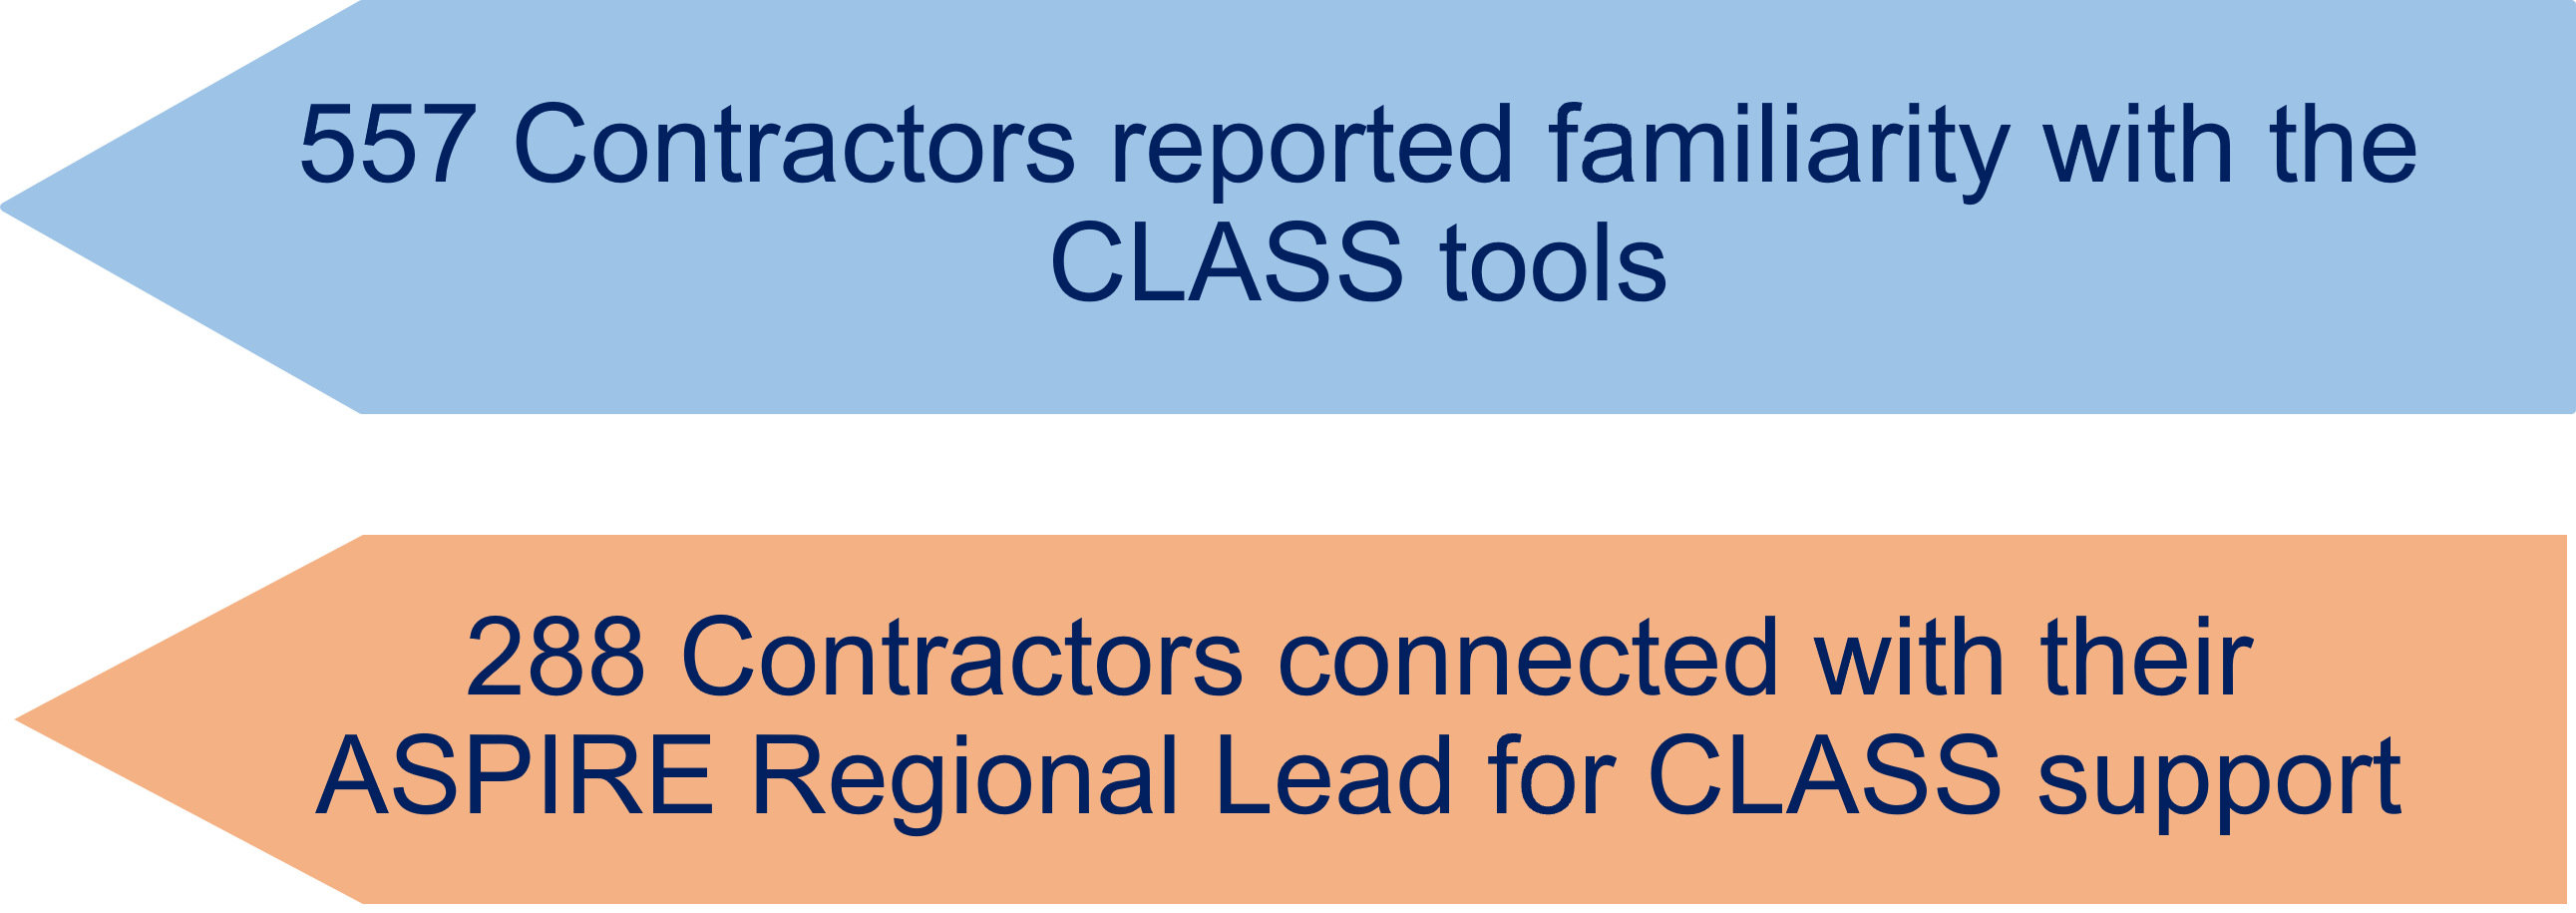 557 Contractors reported familiarity with the
CLASS tools
288 Contractors connected with their
ASPIRE Regional Lead for CLASS support